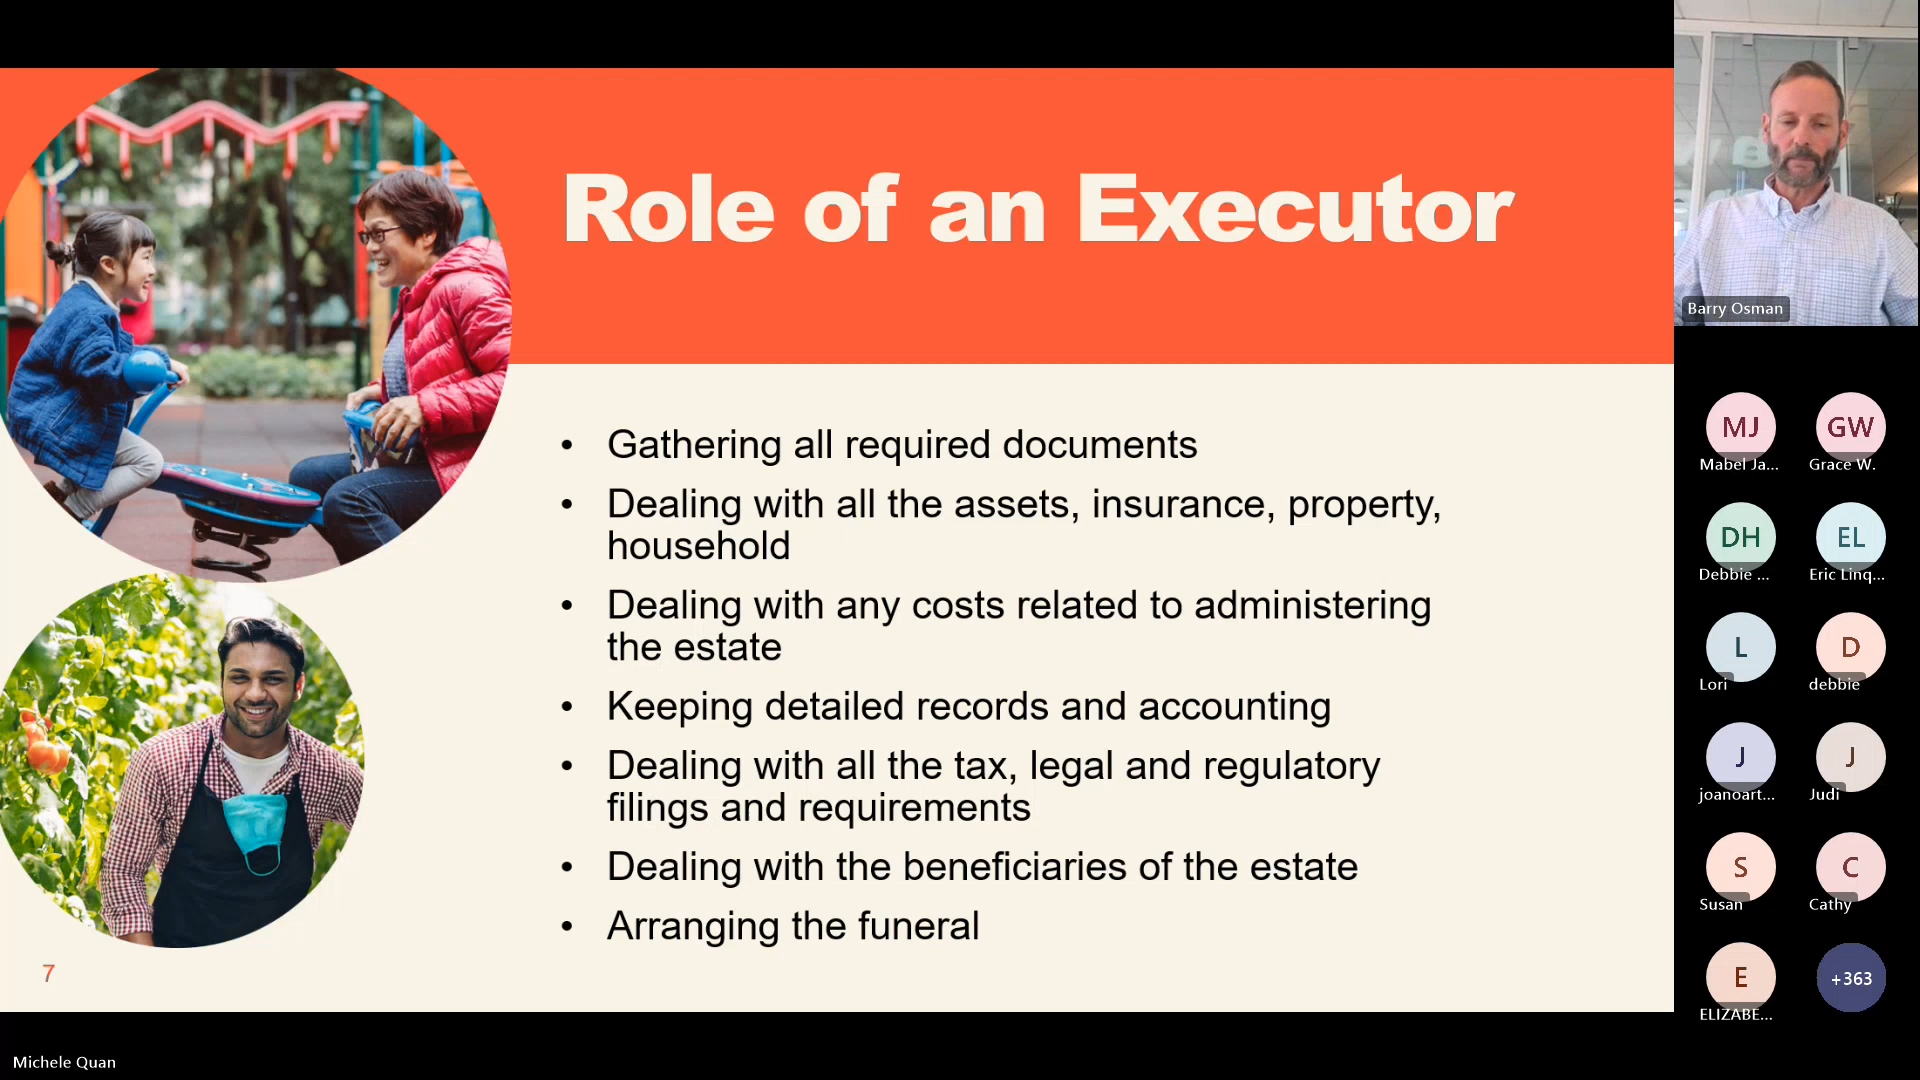 Role of an Executor
• Gathering all required documents
• Dealing with all the assets, insurance, property,
household
• Dealing with any costs related to administering
the estate
• Keeping detailed records and accounting
• Dealing with all the tax, legal and regulatory
filings and requirements
• Dealing with the beneficiaries of the estate
• Arranging the funeral
7
Michele Quan
Barry Osman
MJ
Mabel Ja...
GW
Grace W.
DH
Debbie ...
EL
Eric Linq...
L
Lori
D
debbie
J
joanoart...
J
Judi
S
Susan
C
Cathy
E
ELIZABE...
+363